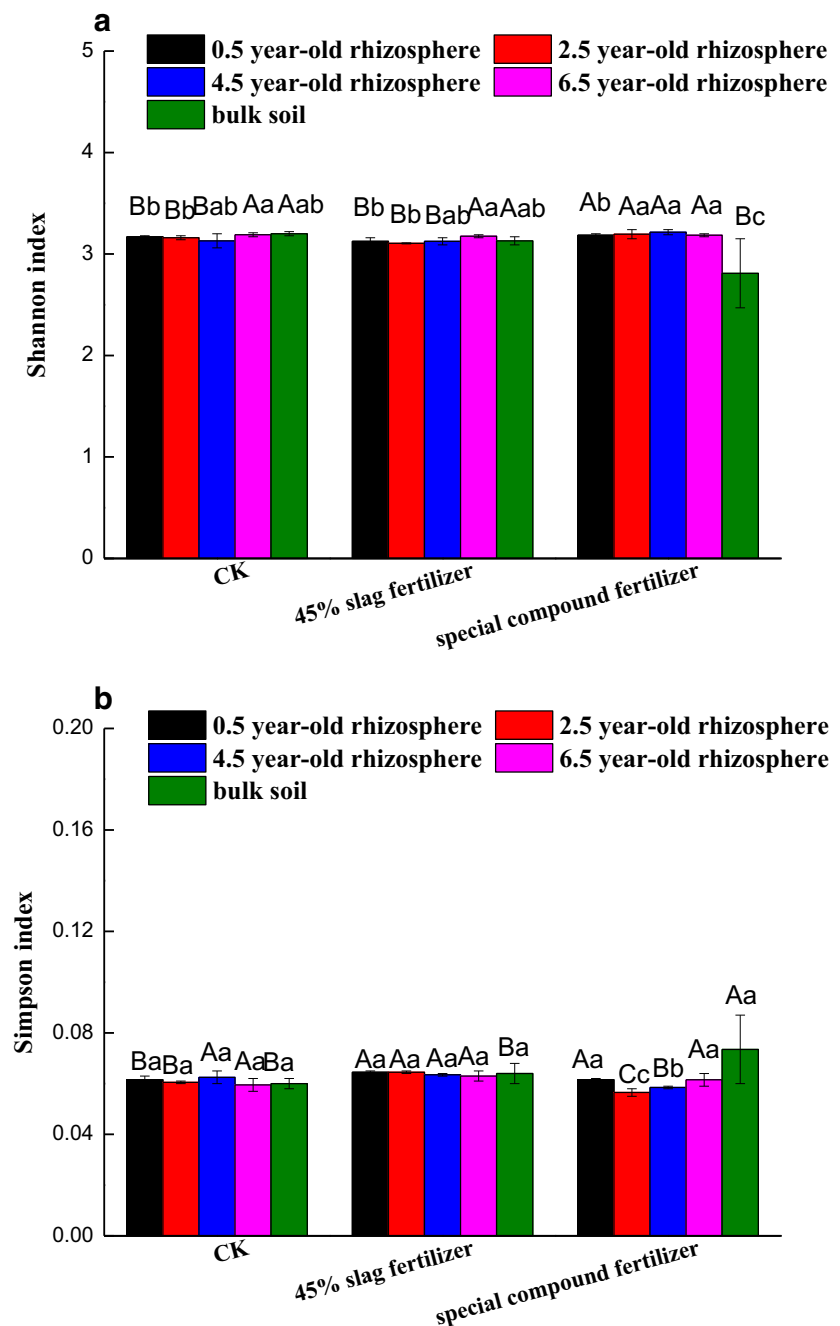 a
0.5 year-old rhizosphere 2.5 year-old rhizosphere
4.5 year-old rhizosphere 6.5 year-old rhizosphere
bulk soil
5
4
3
2
1
0
Shannon index
Bb Bb Bab Aa Aab
Bb Bb Bab Aa Aab
Ab Aa Aa Aa Bc
CK
45% slag fertilizer
special compound fertilizer
b
0.5 year-old rhizosphere 2.5 year-old rhizosphere
4.5 year-old rhizosphere 6.5 year-old rhizosphere
bulk soil
0.20
0.16
0.12
0.08
0.04
0.00
Simpson index
Ba Ba Aa Aa Ba
Aa Aa Aa Aa Ba
Aa Cc Bb Aa Aa
CK
45% slag fertilizer
special compound fertilizer